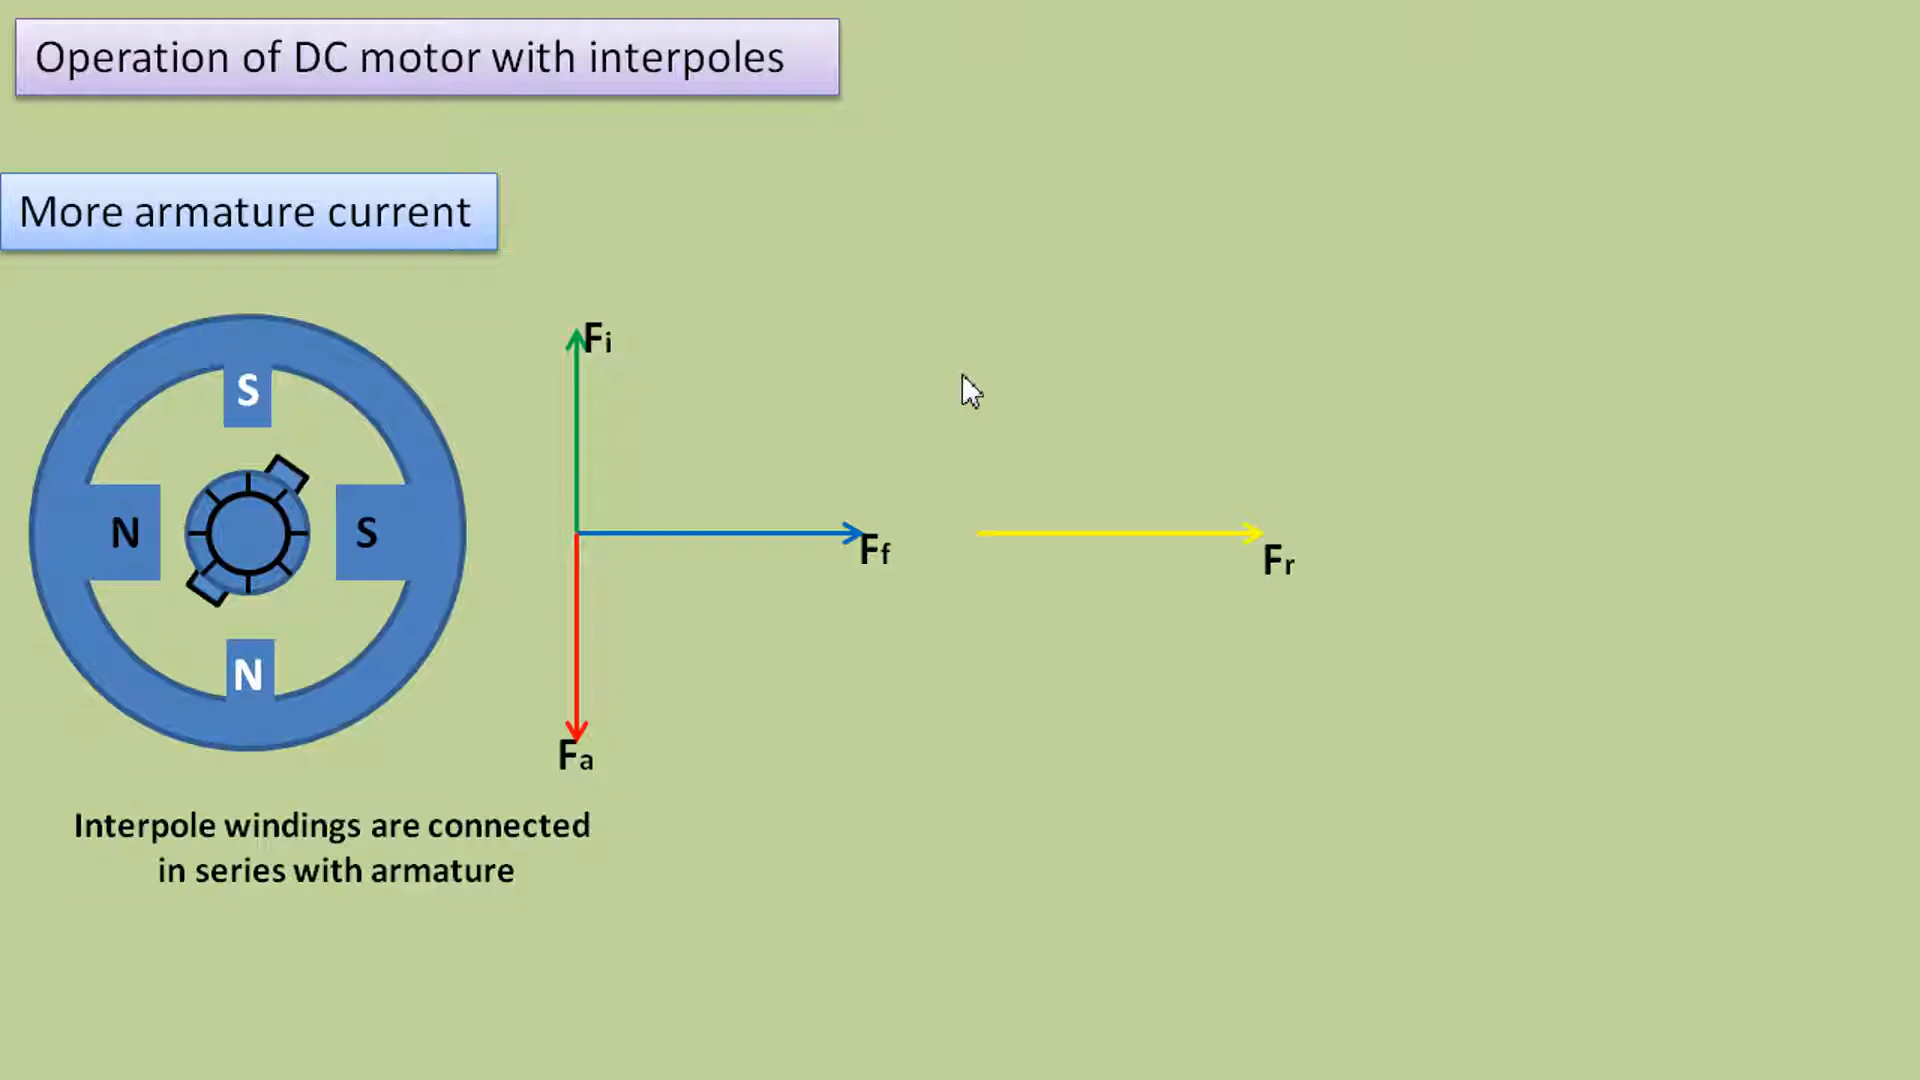 Operation of DC motor with interpoles
More armature current
Fi
S
N
S
Ff
Fr
N
Fa
Interpole windings are connected
in series with armature